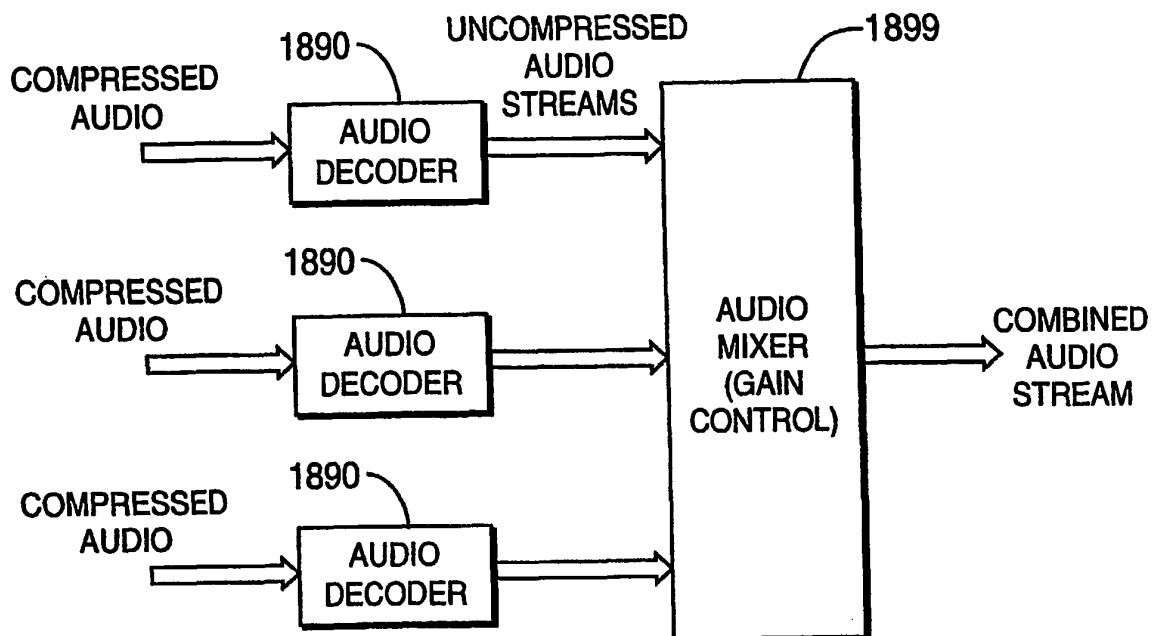 1890
UNCOMPRESSED
AUDIO
STREAMS
1899
COMPRESSED
AUDIO
AUDIO
DECODER
1890
COMPRESSED
AUDIO
AUDIO
DECODER
AUDIO
MIXER
(GAIN
CONTROL)
COMBINED
AUDIO
STREAM
1890
COMPRESSED
AUDIO
AUDIO
DECODER